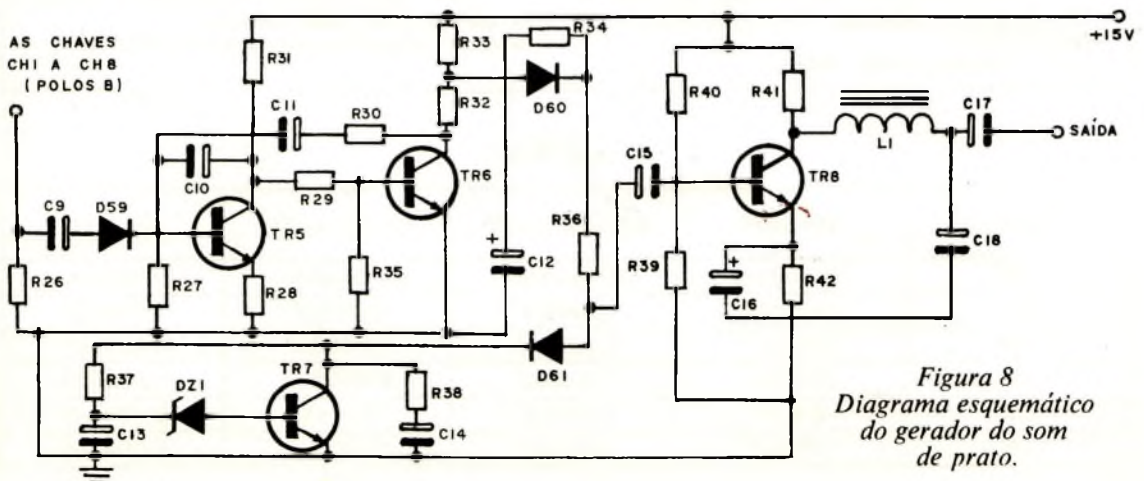 AS CHAVES
CH1 A CH8
(POLOS B)
R31
R33
R34
+15V
C11
R30
R32
D60
R40
R41
C17
SAÍDA
L1
C10
R29
TR6
C15
TR8
C9
D59
TR5
R36
C18
R26
R27
R28
R35
+
C12
R39
+
C16
R42
D61
R37
DZ1
TR7
R38
C13
C14
Figura 8
Diagrama esquemático
do gerador do som
de prato.